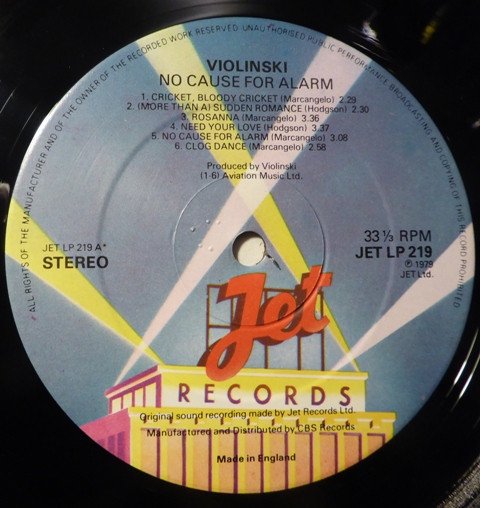 ALL RIGHTS OF THE MANUFACTURER AND OF THE OWNER OF THE RECORDED WORK RESERVED. UNAUTHORISED PUBLIC PERFORMANCE BROADCASTING AND COPYING OF THIS RECORD PROHIBITED
VIOLINSKI
NO CAUSE FOR ALARM
1. CRICKET, BLOODY CRICKET (Marcangelo) 2.29
2. (MORE THAN A) SUDDEN ROMANCE (Hodgson) 2.30
3. ROSANNA (Marcangelo) 3.36
4. NEED YOUR LOVE (Hodgson) 3.37
5. NO CAUSE FOR ALARM (Marcangelo) 3.08
6. CLOG DANCE (Marcangelo) 2.58
Produced by Violinski
(1-6) Aviation Music Ltd.
JET LP 219 A*
STEREO
33 ⅓ RPM
JET LP 219
℗ 1979
JET Ltd.
Jet
RECORDS
Original sound recording made by Jet Records Ltd.
Manufactured and Distributed by CBS Records
Made in England